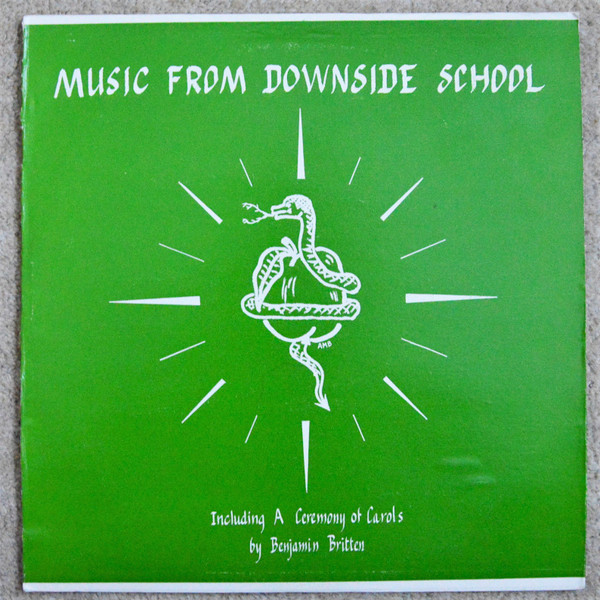 MUSIC FROM DOWNSIDE SCHOOL
AMB
Including A Ceremony of Carols
by Benjamin Britten